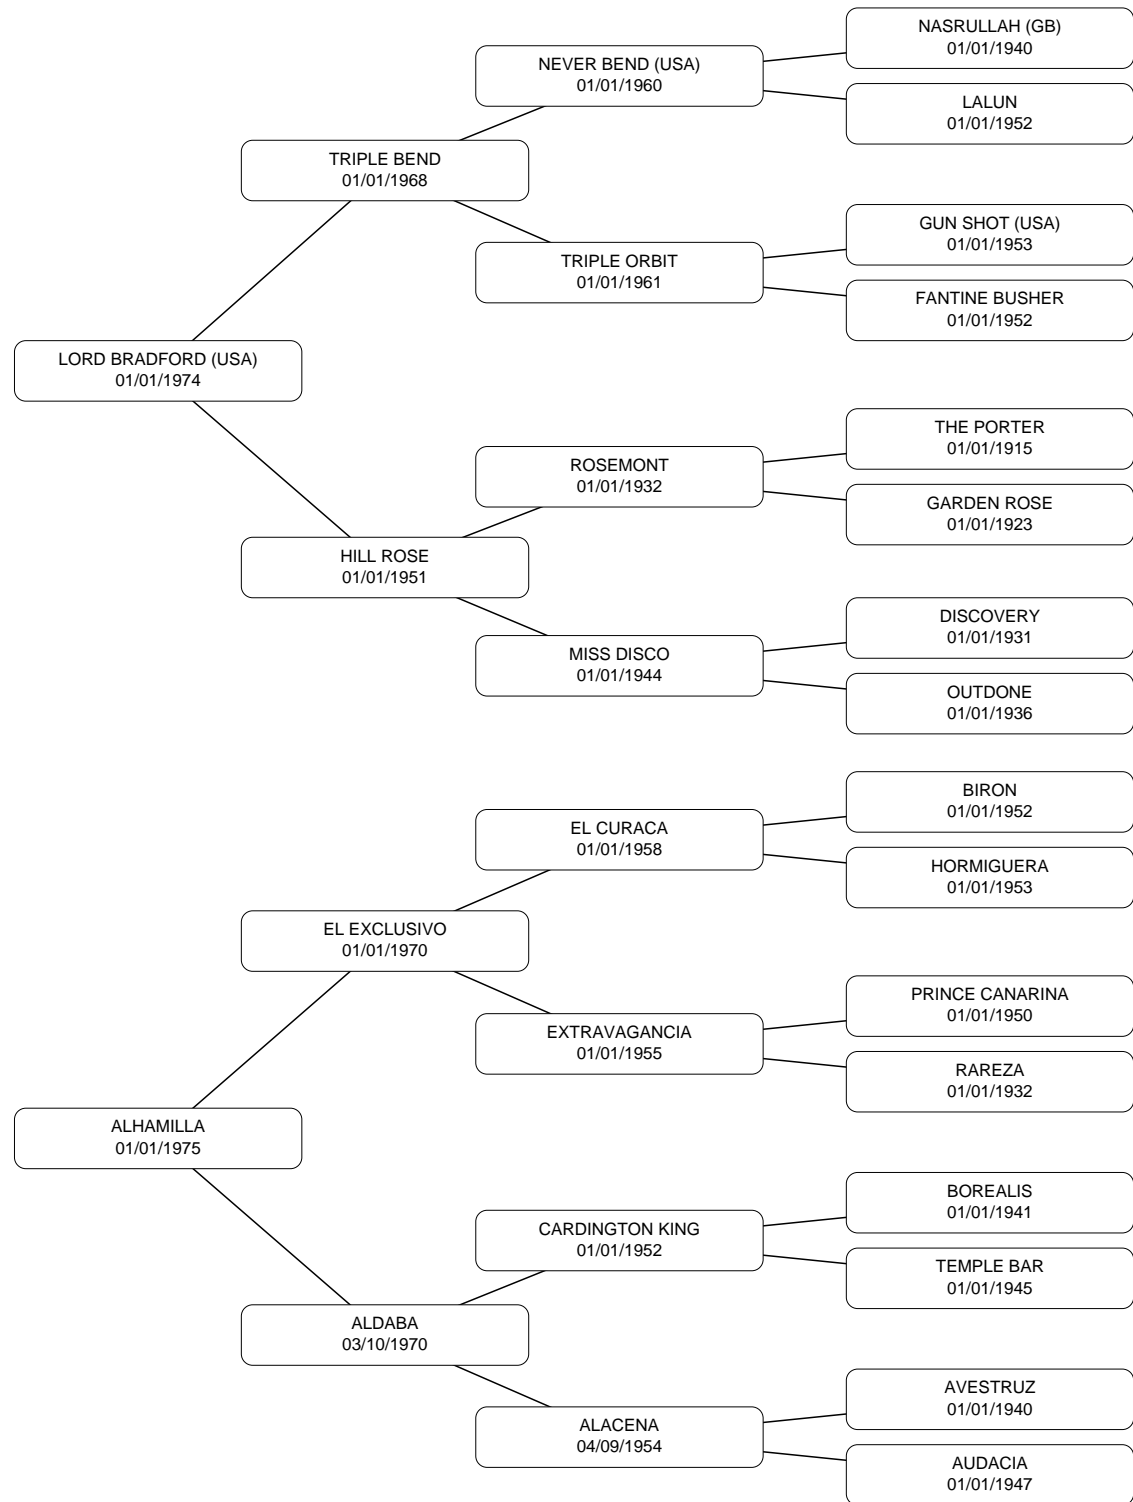 NASRULLAH (GB)
01/01/1940
NEVER BEND (USA)
01/01/1960
LALUN
01/01/1952
TRIPLE BEND
01/01/1968
GUN SHOT (USA)
01/01/1953
TRIPLE ORBIT
01/01/1961
FANTINE BUSHER
01/01/1952
LORD BRADFORD (USA)
01/01/1974
THE PORTER
01/01/1915
ROSEMONT
01/01/1932
GARDEN ROSE
01/01/1923
HILL ROSE
01/01/1951
DISCOVERY
01/01/1931
MISS DISCO
01/01/1944
OUTDONE
01/01/1936
BIRON
01/01/1952
EL CURACA
01/01/1958
HORMIGUERA
01/01/1953
EL EXCLUSIVO
01/01/1970
PRINCE CANARINA
01/01/1950
EXTRAVAGANCIA
01/01/1955
RAREZA
01/01/1932
ALHAMILLA
01/01/1975
BOREALIS
01/01/1941
CARDINGTON KING
01/01/1952
TEMPLE BAR
01/01/1945
ALDABA
03/10/1970
AVESTRUZ
01/01/1940
ALACENA
04/09/1954
AUDACIA
01/01/1947